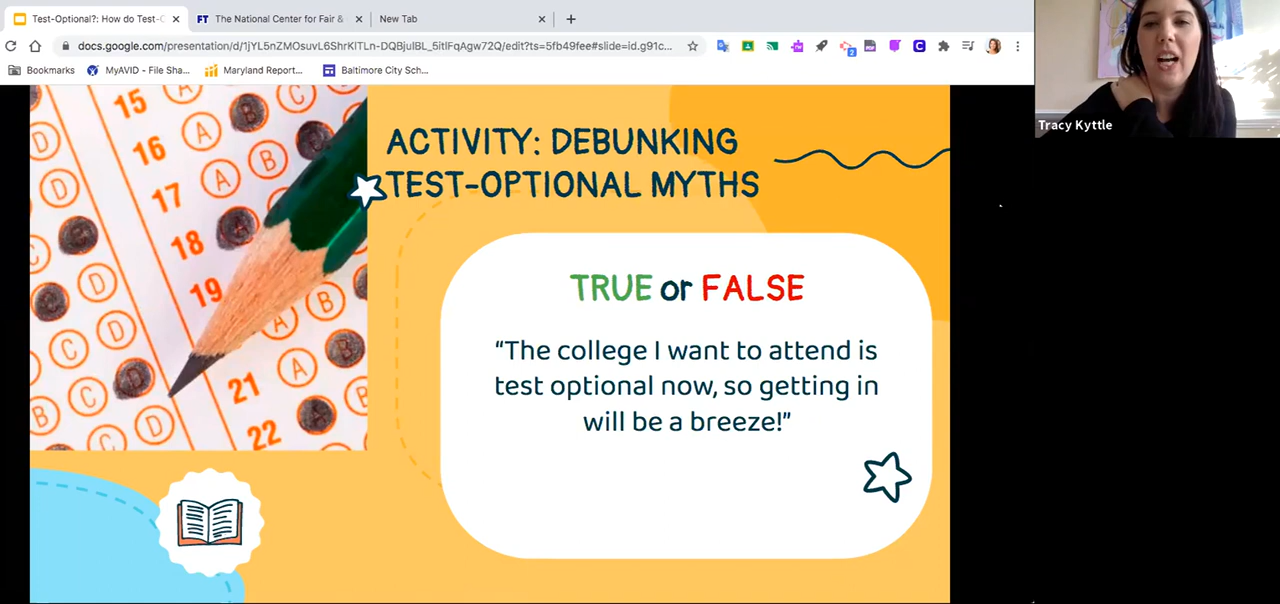 Test-Optional?: How do Test-C
The National Center for Fair &
New Tab
docs.google.com/presentation/d/1jYL5nZMOsuvL6ShrKlTLn-DQBjulBL_5itlFqAgw72Q/edit?ts=5fb49fee#slide=id.g91c...
Bookmarks
MyAVID - File Sha...
Maryland Report...
Baltimore City Sch...
Tracy Kyttle
ACTIVITY: DEBUNKING
TEST-OPTIONAL MYTHS
TRUE or FALSE
“The college I want to attend is
test optional now, so getting in
will be a breeze!”
15 A C
16 A
17 A B
18 A
19
A B
21 A B
22 B
D
D
C D
C D
C D
B C D
C